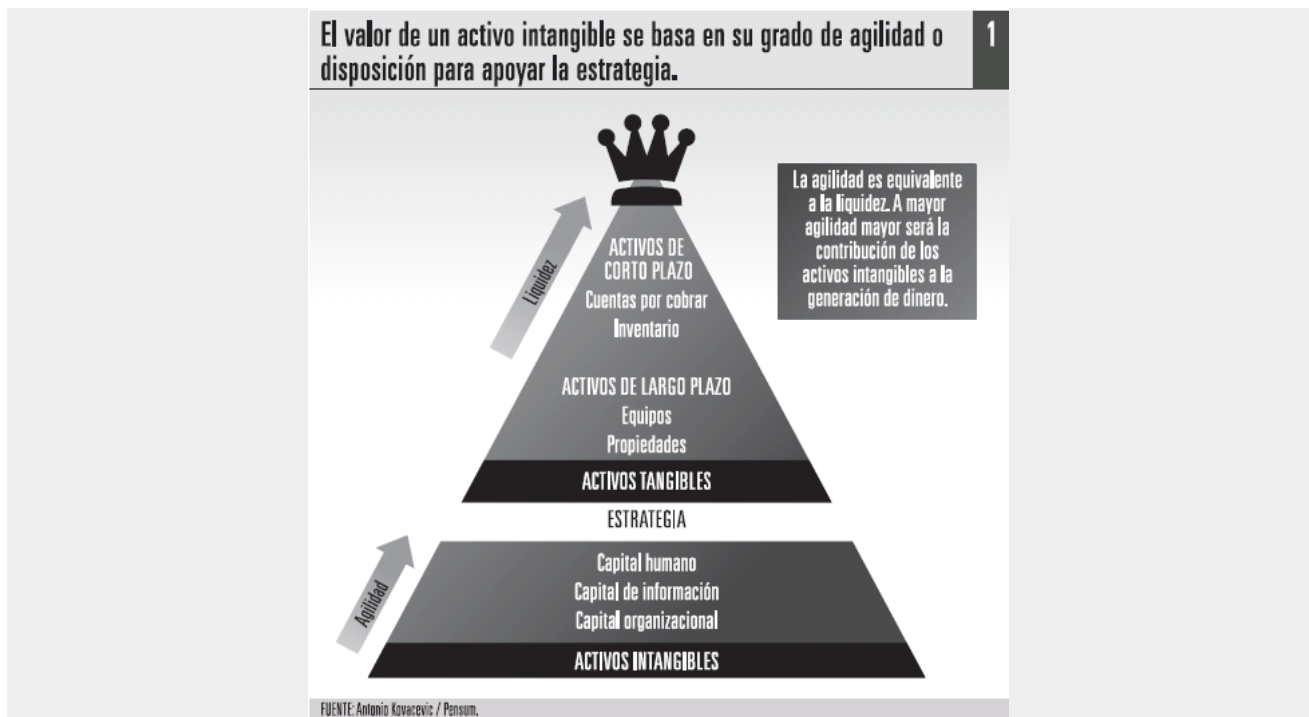 El valor de un activo intangible se basa en su grado de agilidad o
disposición para apoyar la estrategia.
1
La agilidad es equivalente
a la liquidez. A mayor
agilidad mayor será la
contribución de los
activos intangibles a la
generación de dinero.
Liquidez
ACTIVOS DE
CORTO PLAZO
Cuentas por cobrar
Inventario
ACTIVOS DE LARGO PLAZO
Equipos
Propiedades
ACTIVOS TANGIBLES
ESTRATEGIA
Agilidad
Capital humano
Capital de información
Capital organizacional
ACTIVOS INTANGIBLES
FUENTE: Antonio Kovacevic / Pensum.